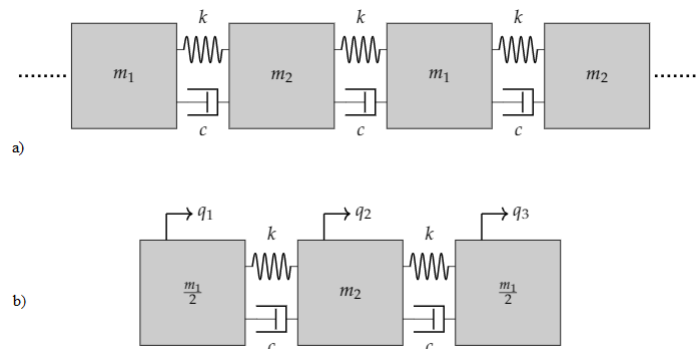 k k k
m₁ m₂ m₁ m₂
c c c
a)
q₁ q₂ q₃
k k
m₁/2 m₂ m₁/2
b)
c c